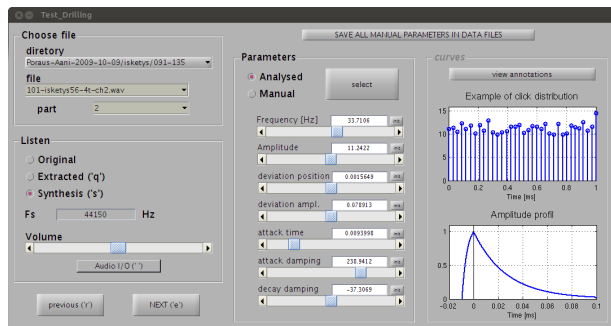 Test_Drilling
Choose file
diretory
Poraus-Aani-2009-10-09/isketys/091-135
file
101-isketys56-4t-ch2.wav
part
2
Listen
Original
Extracted ('q')
Synthesis ('s')
Fs
44150
Hz
Volume
Audio I/O (' ')
previous ('r')
NEXT ('e')
SAVE ALL MANUAL PARAMETERS IN DATA FILES
Parameters
Analysed
Manual
select
Frequency [Hz]
33.7106
Amplitude
11.2422
deviation position
0.0015649
deviation ampl.
0.078913
attack time
0.0093998
attack damping
238.9412
decay damping
-37.3069
curves
view annotations
Example of click distribution
15
10
5
0
0 0.2 0.4 0.6 0.8 1
Time [ms]
Amplitude profil
1
0.5
0
-0.02 0 0.02 0.04 0.06 0.08 0.1
Time [ms]